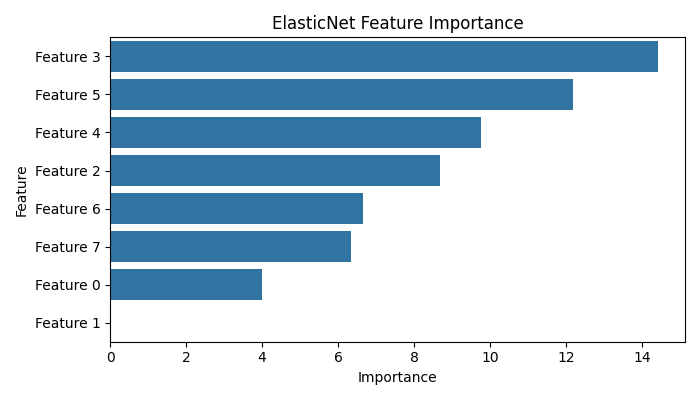 ElasticNet Feature Importance
Feature 3
Feature 5
Feature 4
Feature 2
Feature 6
Feature 7
Feature 0
Feature 1
Feature
0 2 4 6 8 10 12 14
Importance